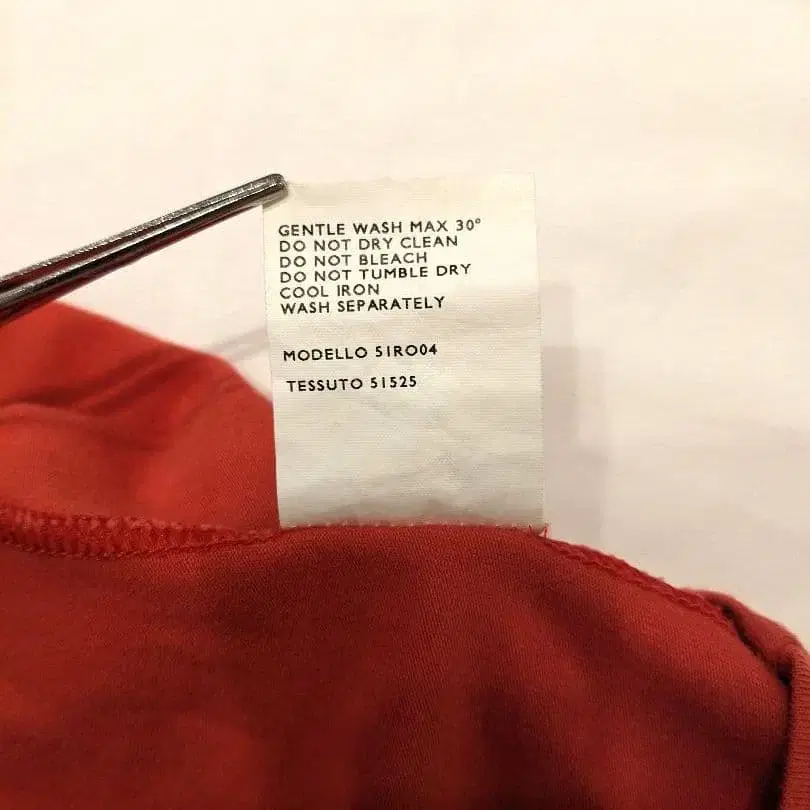 GENTLE WASH MAX 30°
DO NOT DRY CLEAN
DO NOT BLEACH
DO NOT TUMBLE DRY
COOL IRON
WASH SEPARATELY
MODELLO 51RO04
TESSUTO 51525